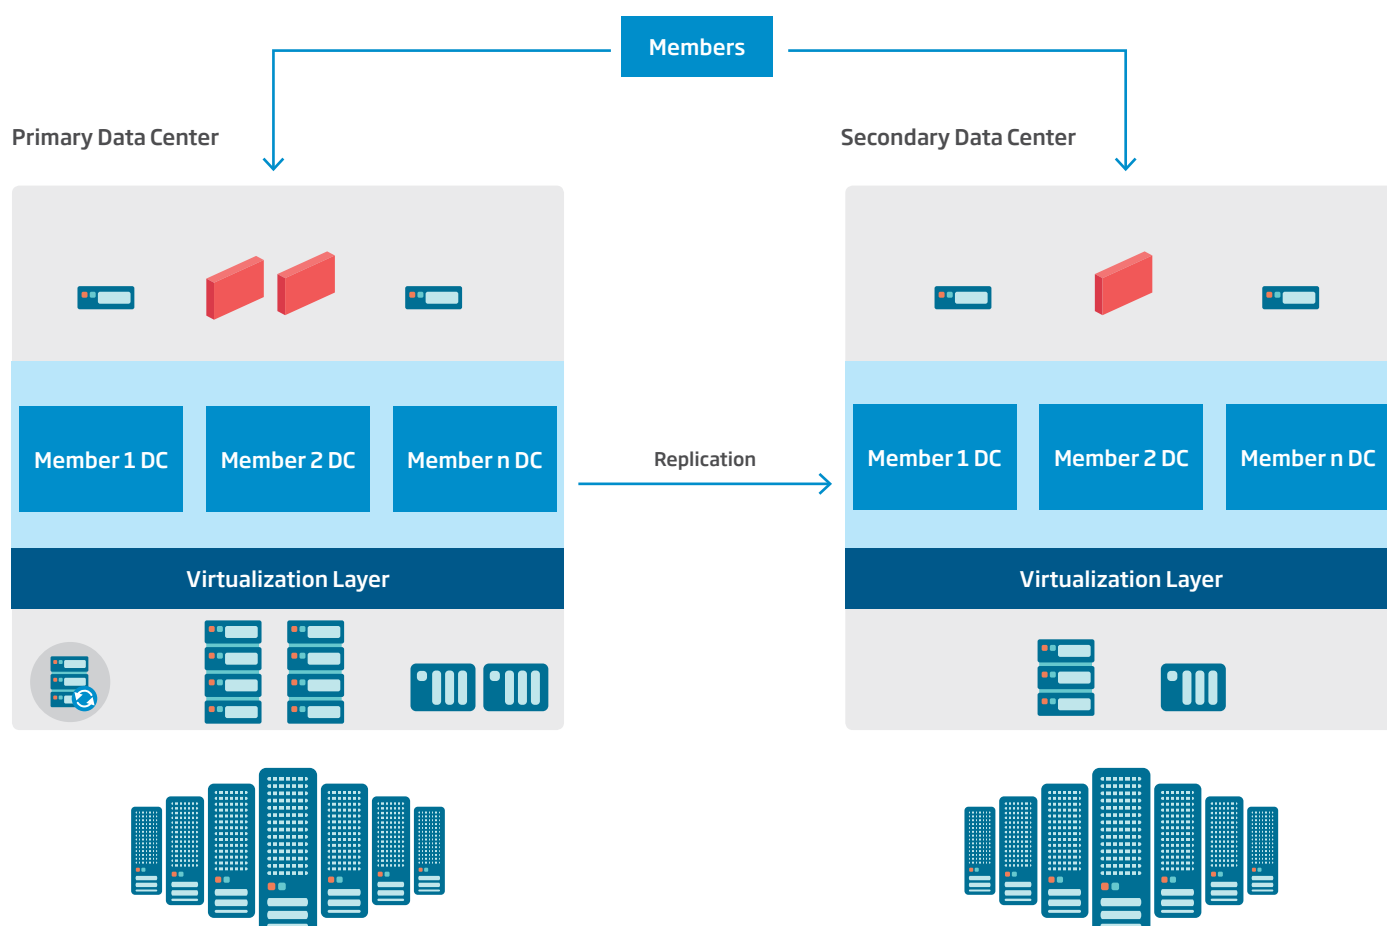 Members
Primary Data Center
Secondary Data Center
Member 1 DC
Member 2 DC
Member n DC
Replication
Member 1 DC
Member 2 DC
Member n DC
Virtualization Layer
Virtualization Layer